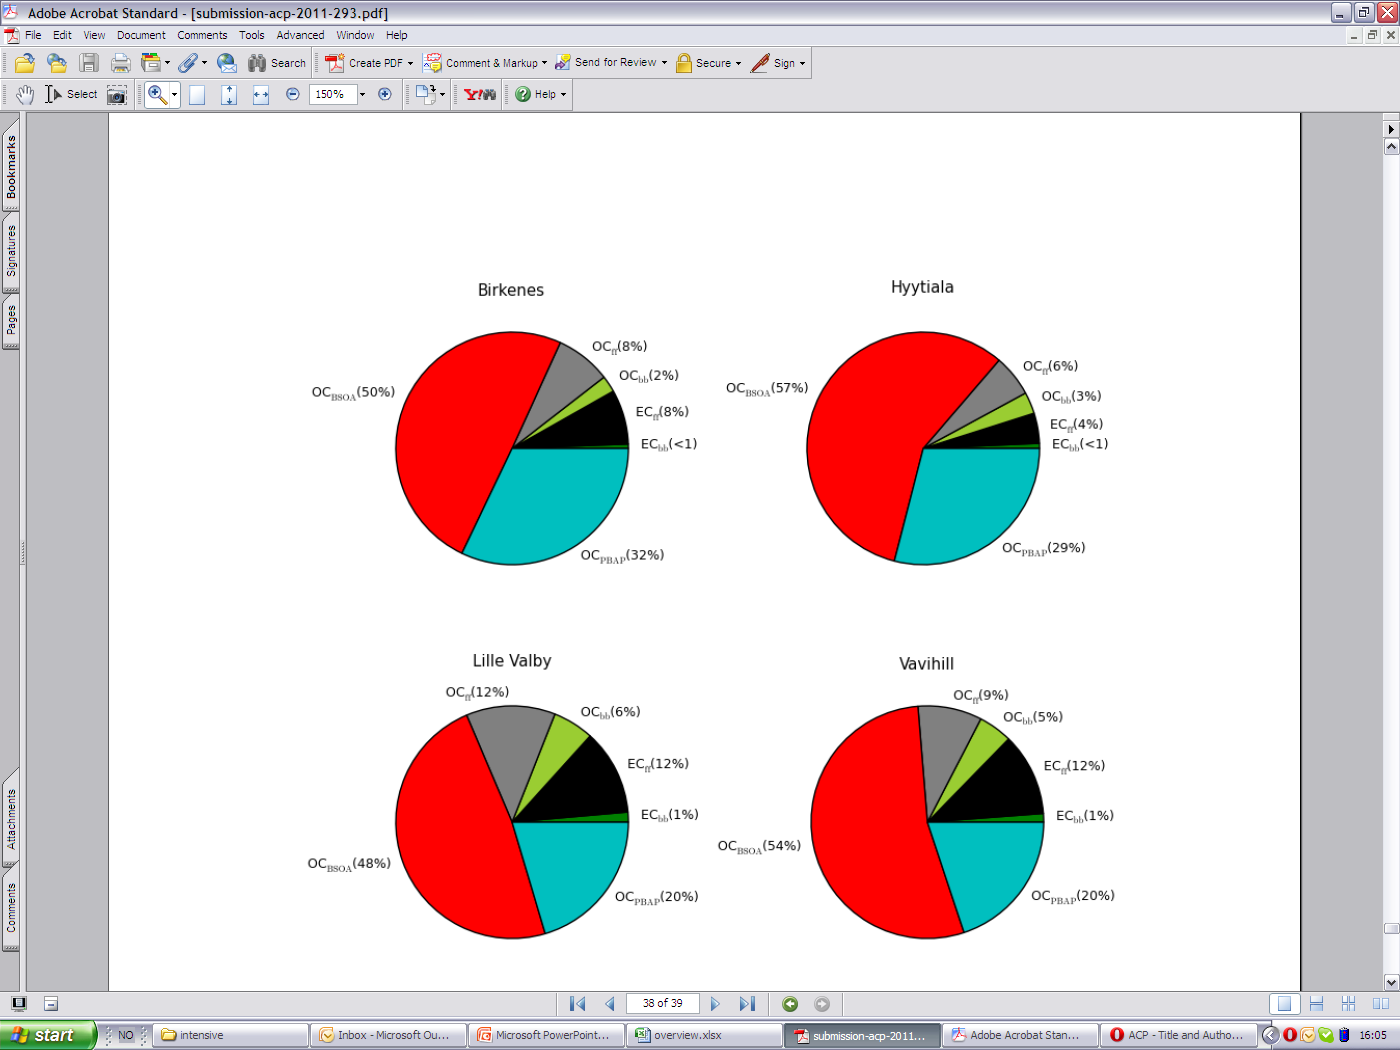 Adobe Acrobat Standard - [submission-acp-2011-293.pdf]
File Edit View Document Comments Tools Advanced Window Help
Search Create PDF Comment & Markup Send for Review Secure Sign
Select 150% Y! Help
Bookmarks
Signatures
Pages
Attachments
Comments
Birkenes
OCff(8%)
OCbb(2%)
OCBSOA(50%)
ECff(8%)
ECbb(<1)
OCPBAP(32%)
Hyytiala
OCff(6%)
OCBSOA(57%)
OCbb(3%)
ECff(4%)
ECbb(<1)
OCPBAP(29%)
Lille Valby
OCff(12%)
OCbb(6%)
ECff(12%)
ECbb(1%)
OCBSOA(48%)
OCPBAP(20%)
Vavihill
OCff(9%)
OCbb(5%)
ECff(12%)
ECbb(1%)
OCBSOA(54%)
OCPBAP(20%)
38 of 39
start NO intensive Inbox - Microsoft Ou... Microsoft PowerPoint... overview.xlsx submission-acp-2011... Adobe Acrobat Stan... ACP - Title and Autho... 16:05